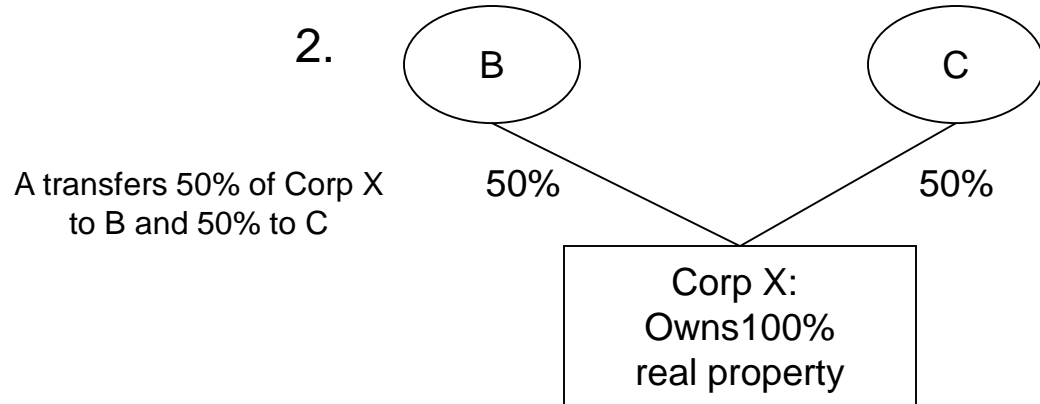 2.
B
C
A transfers 50% of Corp X
to B and 50% to C
50%
50%
Corp X:
Owns100%
real property